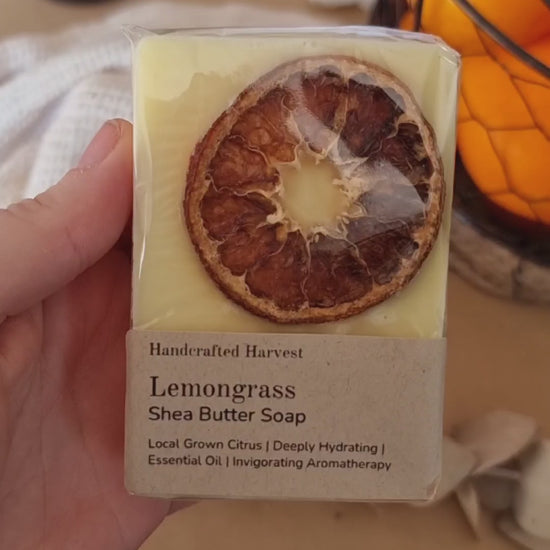 Handcrafted Harvest
Lemongrass
Shea Butter Soap
Local Grown Citrus | Deeply Hydrating |
Essential Oil | Invigorating Aromatherapy